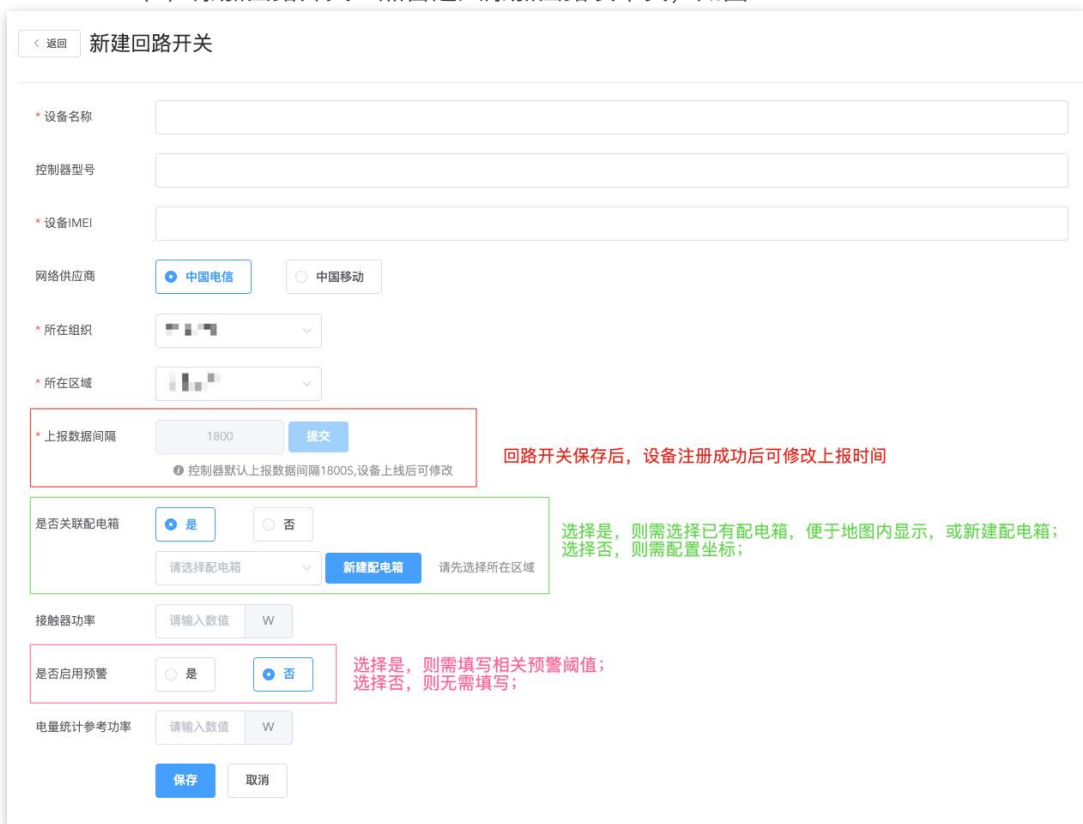 返回 新建回路开关
* 设备名称
控制器型号
* 设备IMEI
网络供应商 中国电信 中国移动
* 所在组织
* 所在区域
* 上报数据间隔 1800 提交
控制器默认上报数据间隔1800S,设备上线后可修改
回路开关保存后，设备注册成功后可修改上报时间
是否关联配电箱 是 否
请选择配电箱 新建配电箱 请先选择所在区域
选择是，则需选择已有配电箱，便于地图内显示，或新建配电箱；
选择否，则需配置坐标；
接触器功率 请输入数值 W
是否启用预警 是 否
选择是，则需填写相关预警阈值；
选择否，则无需填写；
电量统计参考功率 请输入数值 W
保存 取消